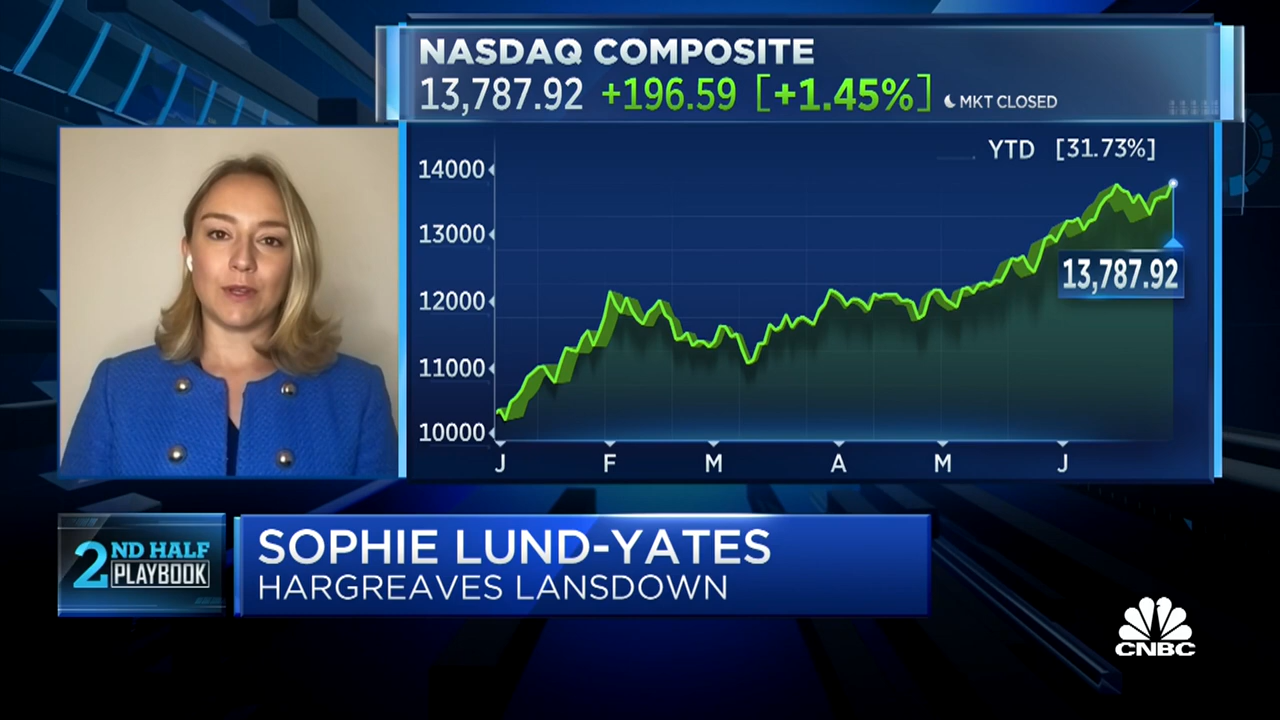 NASDAQ COMPOSITE
13,787.92 +196.59 [+1.45%] MKT CLOSED
YTD [31.73%]
14000
13000
12000
11000
10000
13,787.92
J F M A M J
2ND HALF
PLAYBOOK
SOPHIE LUND-YATES
HARGREAVES LANSDOWN
CNBC